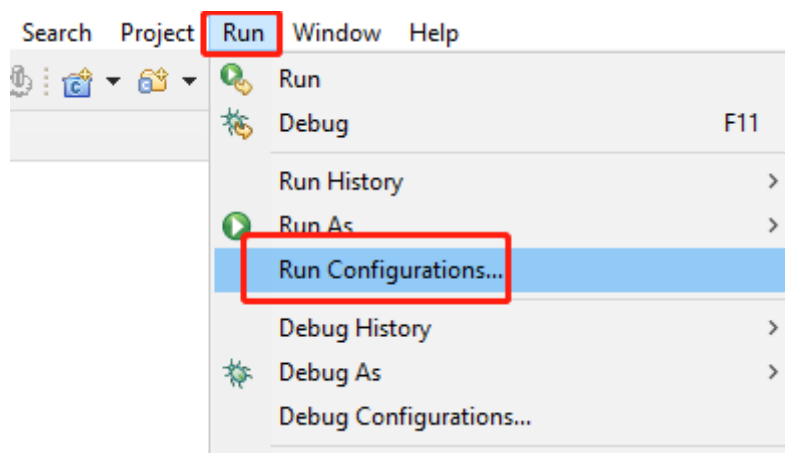 Search Project Run Window Help
Run
Debug F11
Run History
Run As
Run Configurations...
Debug History
Debug As
Debug Configurations...